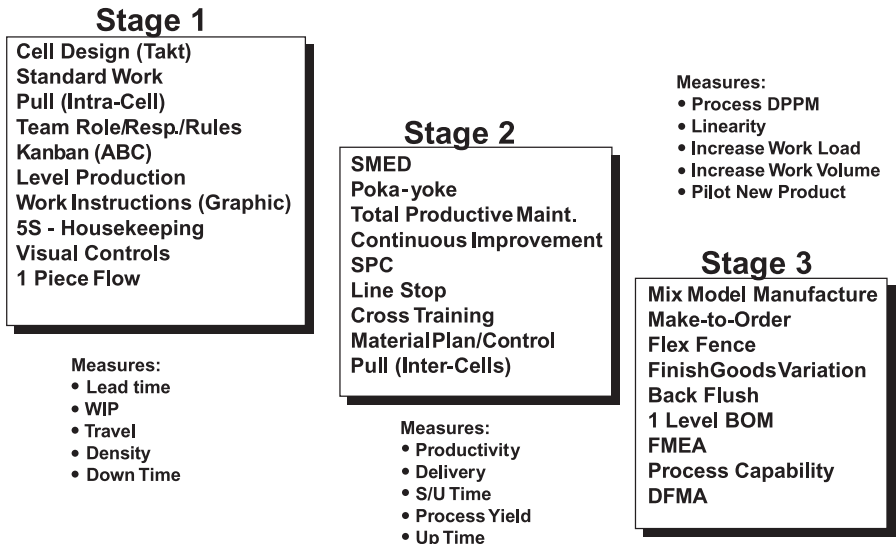 Stage 1
Cell Design (Takt)
Standard Work
Pull (Intra-Cell)
Team Role/Resp./Rules
Kanban (ABC)
Level Production
Work Instructions (Graphic)
5S - Housekeeping
Visual Controls
1 Piece Flow
Measures:
• Lead time
• WIP
• Travel
• Density
• Down Time
Stage 2
SMED
Poka-yoke
Total Productive Maint.
Continuous Improvement
SPC
Line Stop
Cross Training
Material Plan/Control
Pull (Inter-Cells)
Measures:
• Productivity
• Delivery
• S/U Time
• Process Yield
• Up Time
Measures:
• Process DPPM
• Linearity
• Increase Work Load
• Increase Work Volume
• Pilot New Product
Stage 3
Mix Model Manufacture
Make-to-Order
Flex Fence
Finish Goods Variation
Back Flush
1 Level BOM
FMEA
Process Capability
DFMA